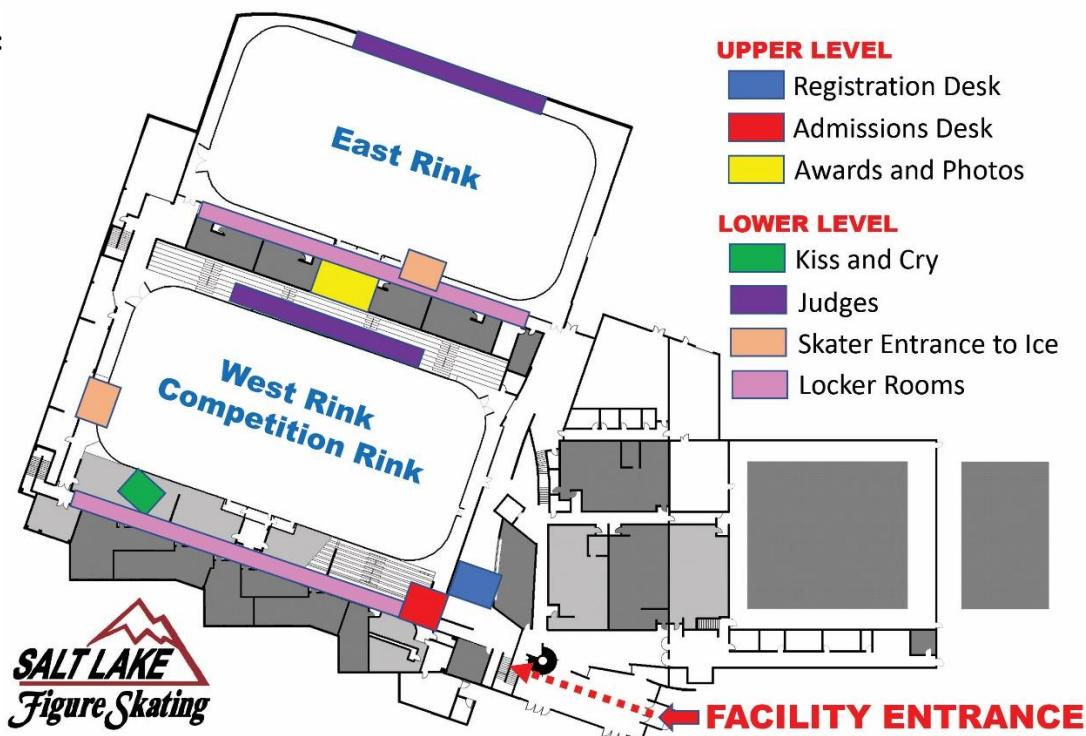 :
UPPER LEVEL
Registration Desk
Admissions Desk
Awards and Photos
LOWER LEVEL
Kiss and Cry
Judges
Skater Entrance to Ice
Locker Rooms
East Rink
West Rink
Competition Rink
SALT LAKE
Figure Skating
FACILITY ENTRANCE